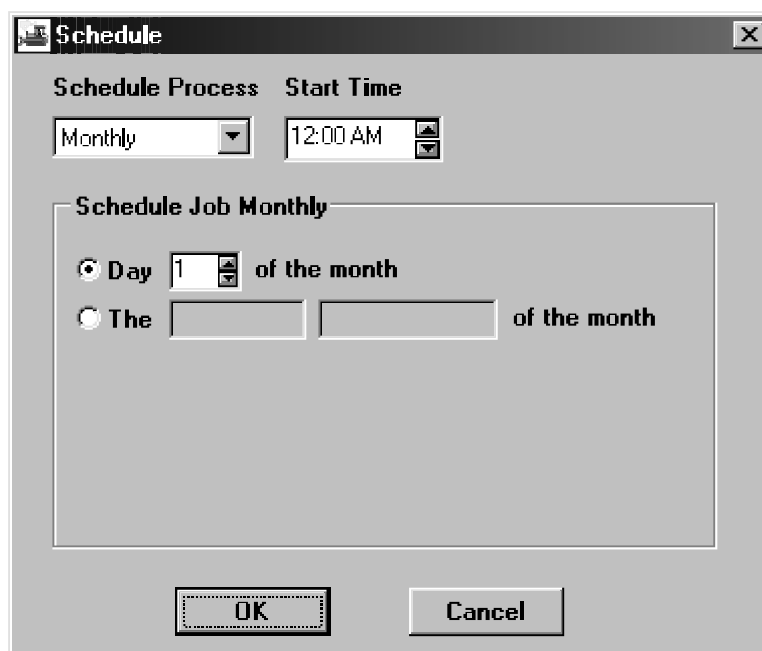 Schedule
Schedule Process Start Time
Monthly 12:00 AM
Schedule Job Monthly
Day 1 of the month
The of the month
OK Cancel